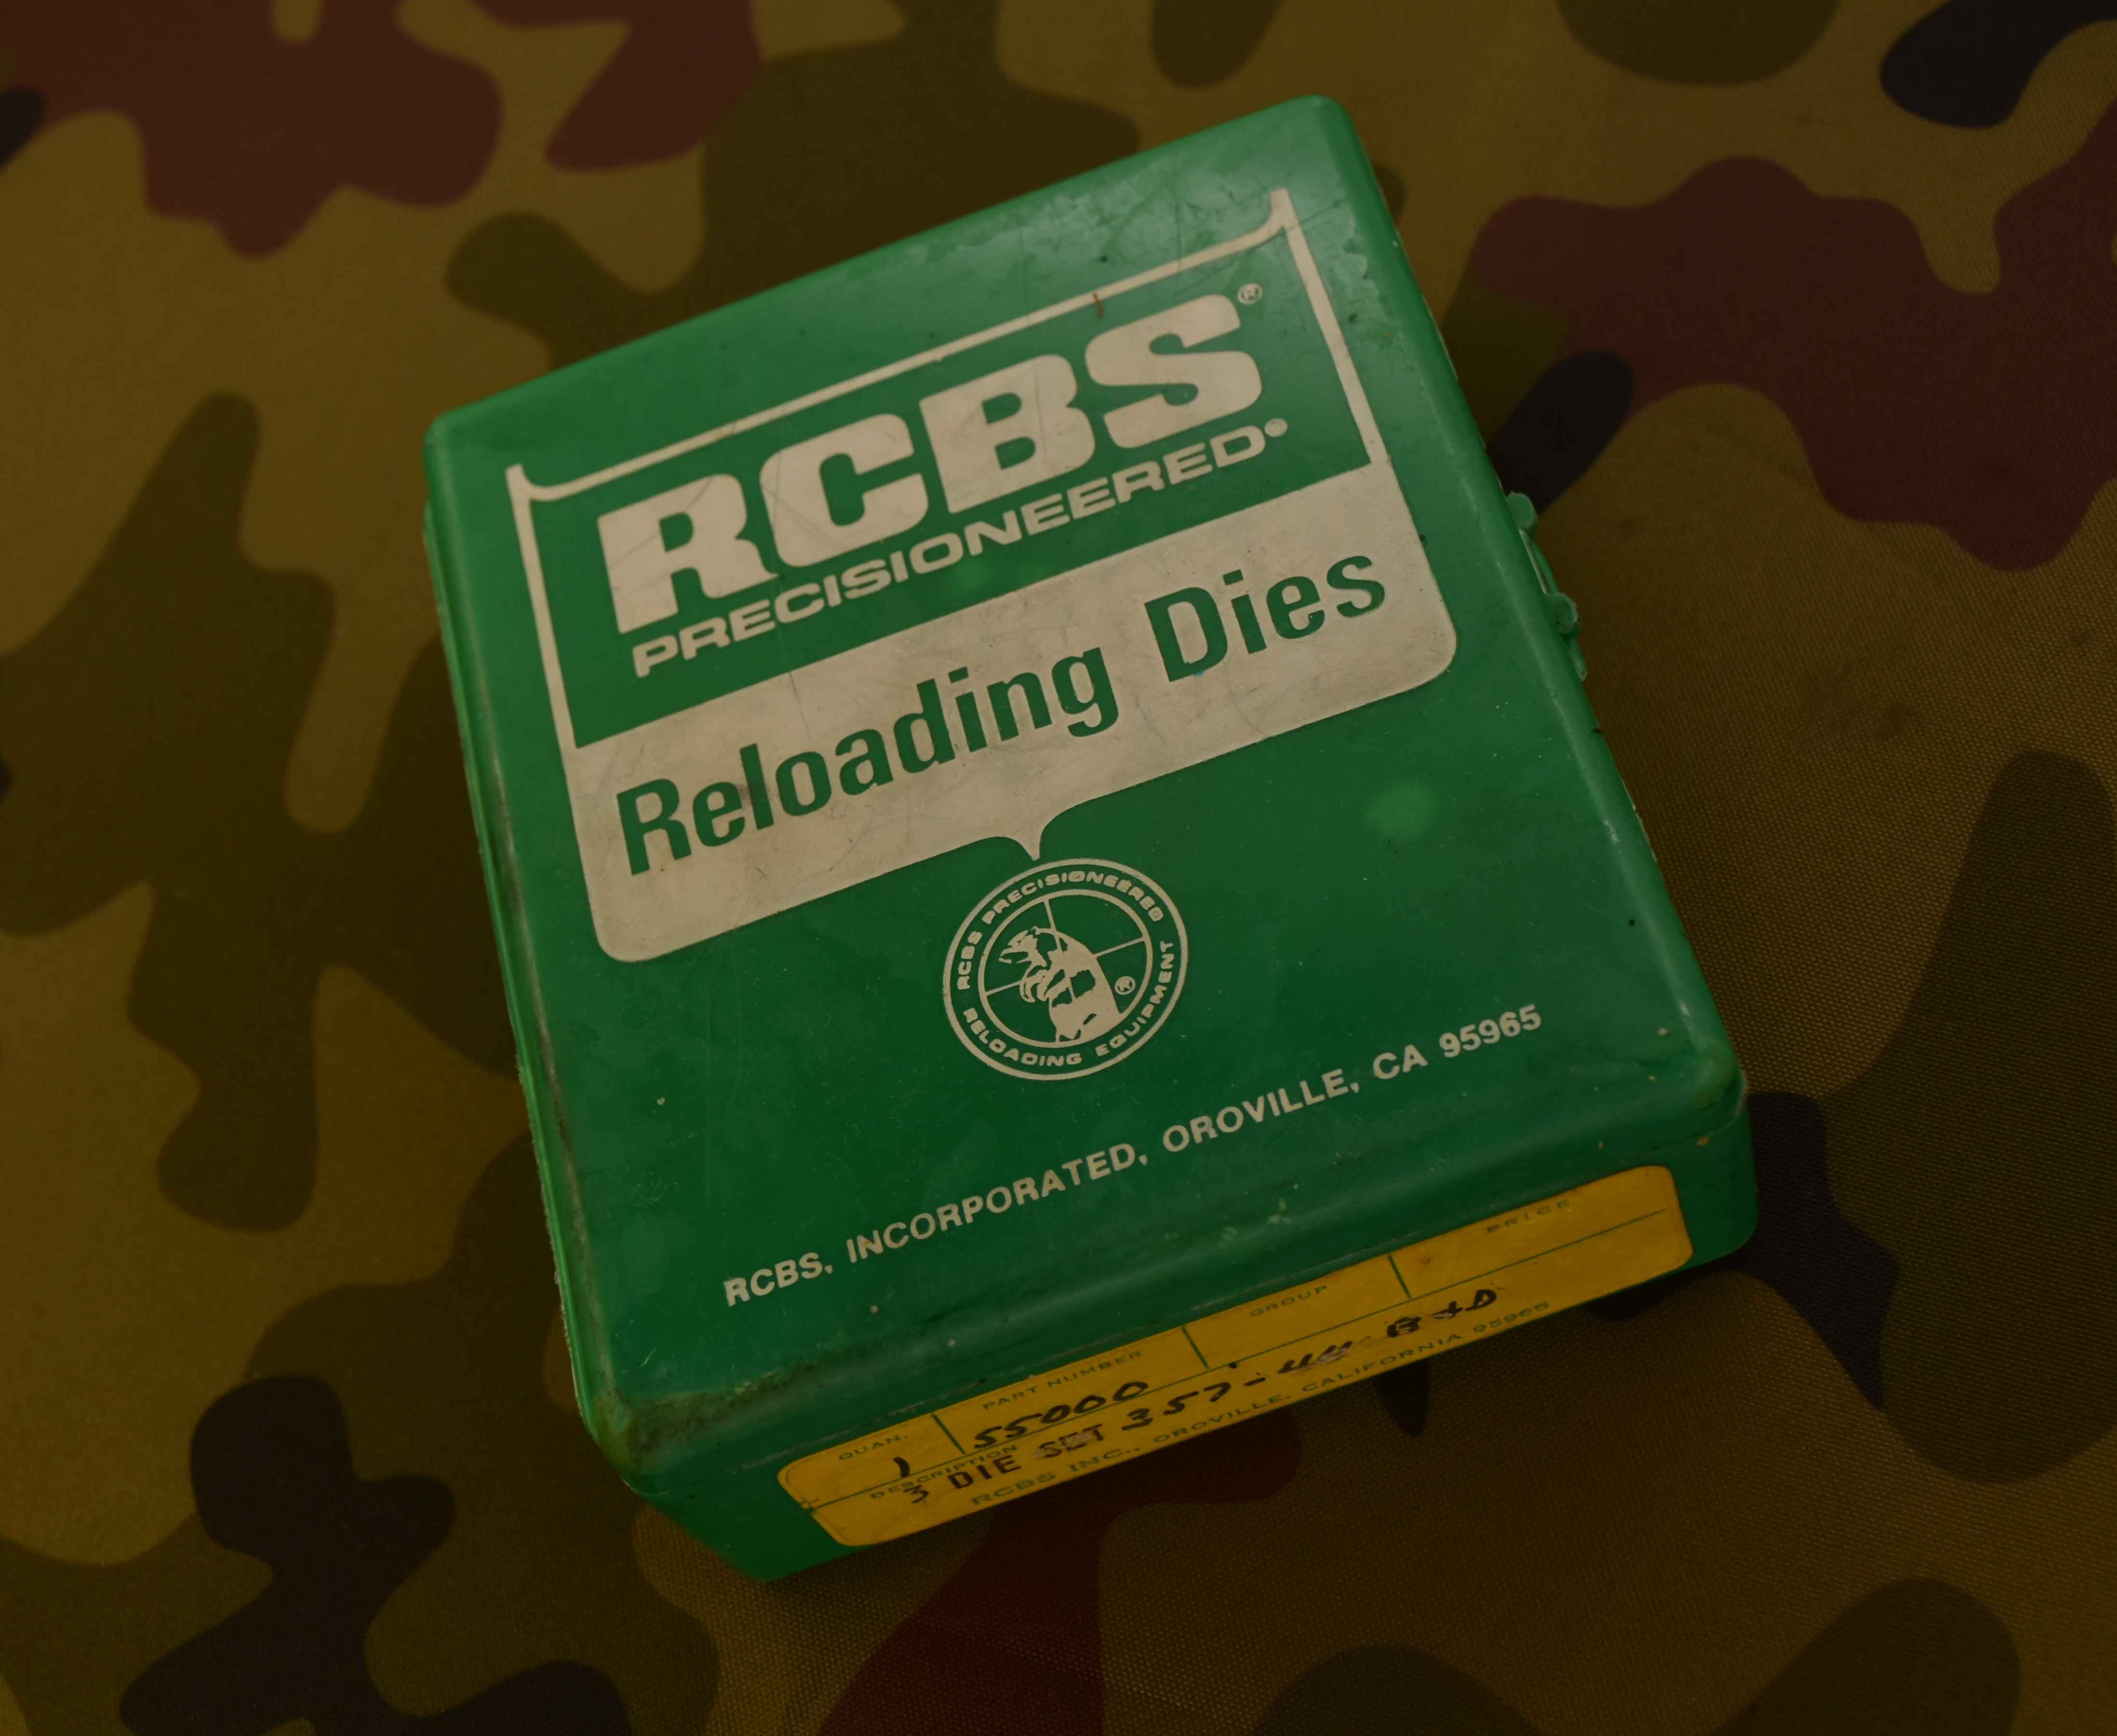 RCBS®
PRECISIONEERED®
Reloading Dies
RCBS PRECISIONEERED
RELOADING EQUIPMENT
®
RCBS, INCORPORATED, OROVILLE, CA 95965
QUAN. PART NUMBER GROUP PRICE
1 55000
DESCRIPTION
3 DIE SET 357-44 B&D
RCBS INC., OROVILLE, CALIFORNIA 95965